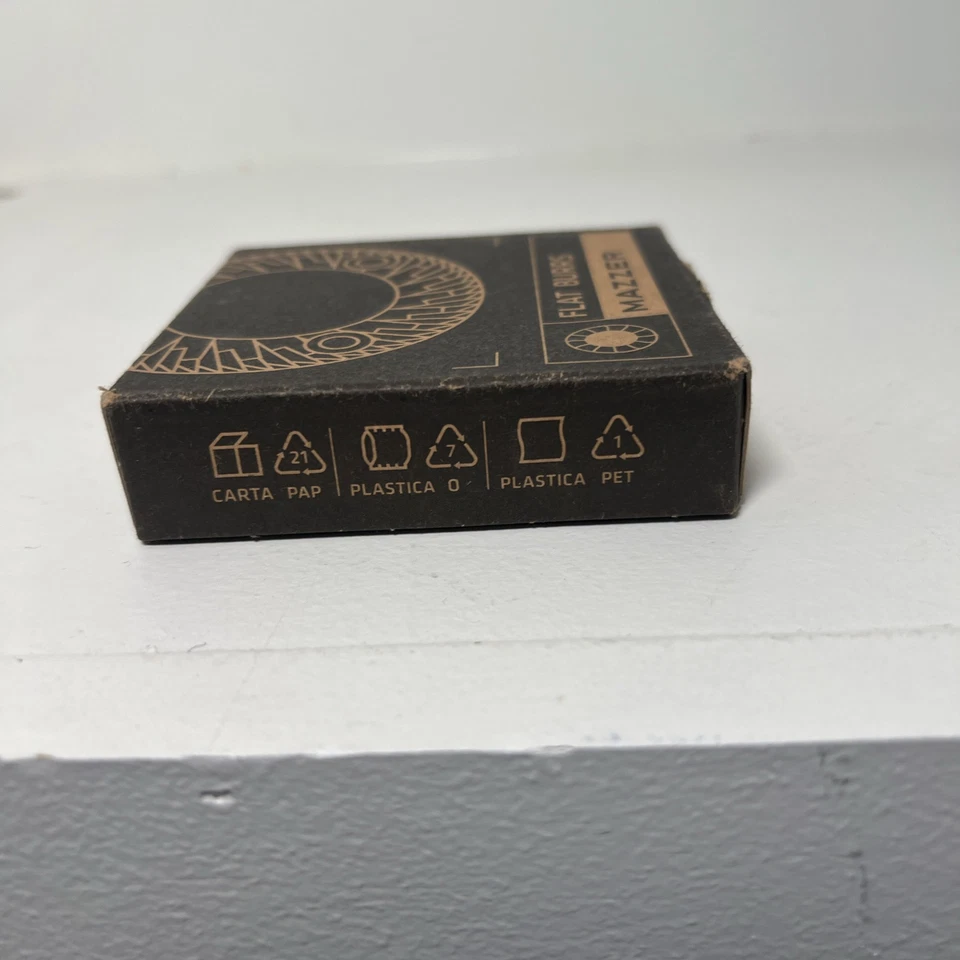 FLAT BURRS
MAZZER
21 7 1
CARTA PAP PLASTICA O PLASTICA PET